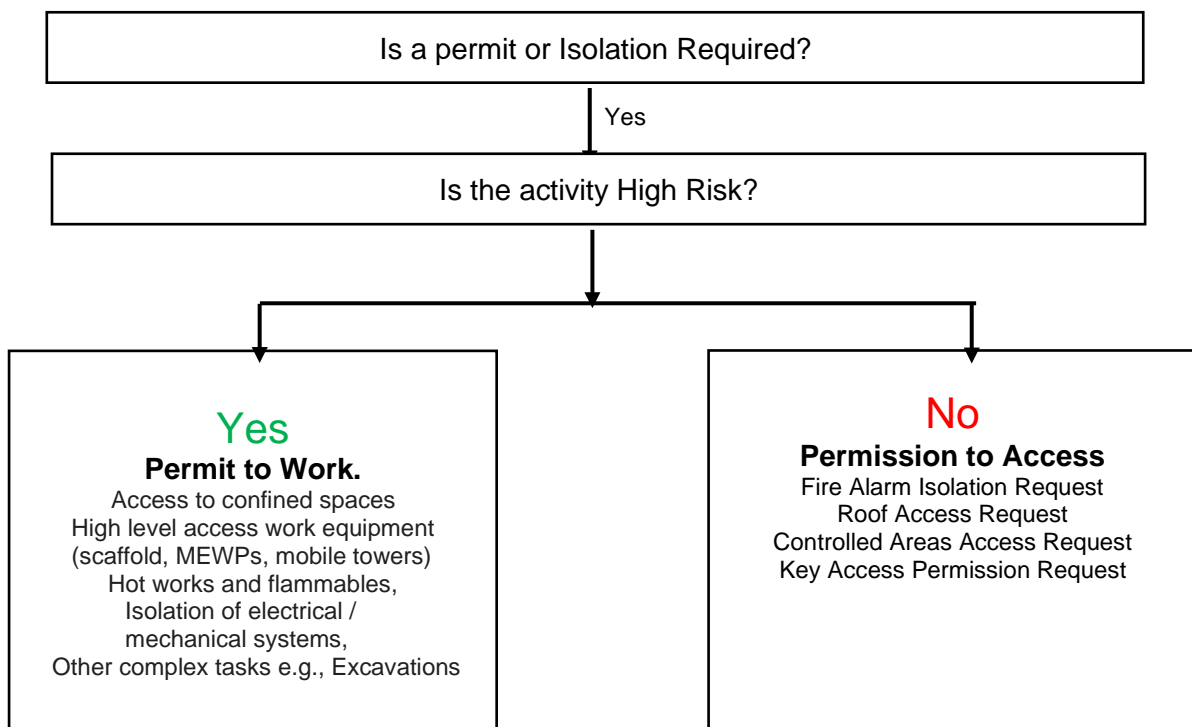 Is a permit or Isolation Required?
Yes
Is the activity High Risk?
Yes
Permit to Work.
Access to confined spaces
High level access work equipment
(scaffold, MEWPs, mobile towers)
Hot works and flammables,
Isolation of electrical /
mechanical systems,
Other complex tasks e.g., Excavations
No
Permission to Access
Fire Alarm Isolation Request
Roof Access Request
Controlled Areas Access Request
Key Access Permission Request